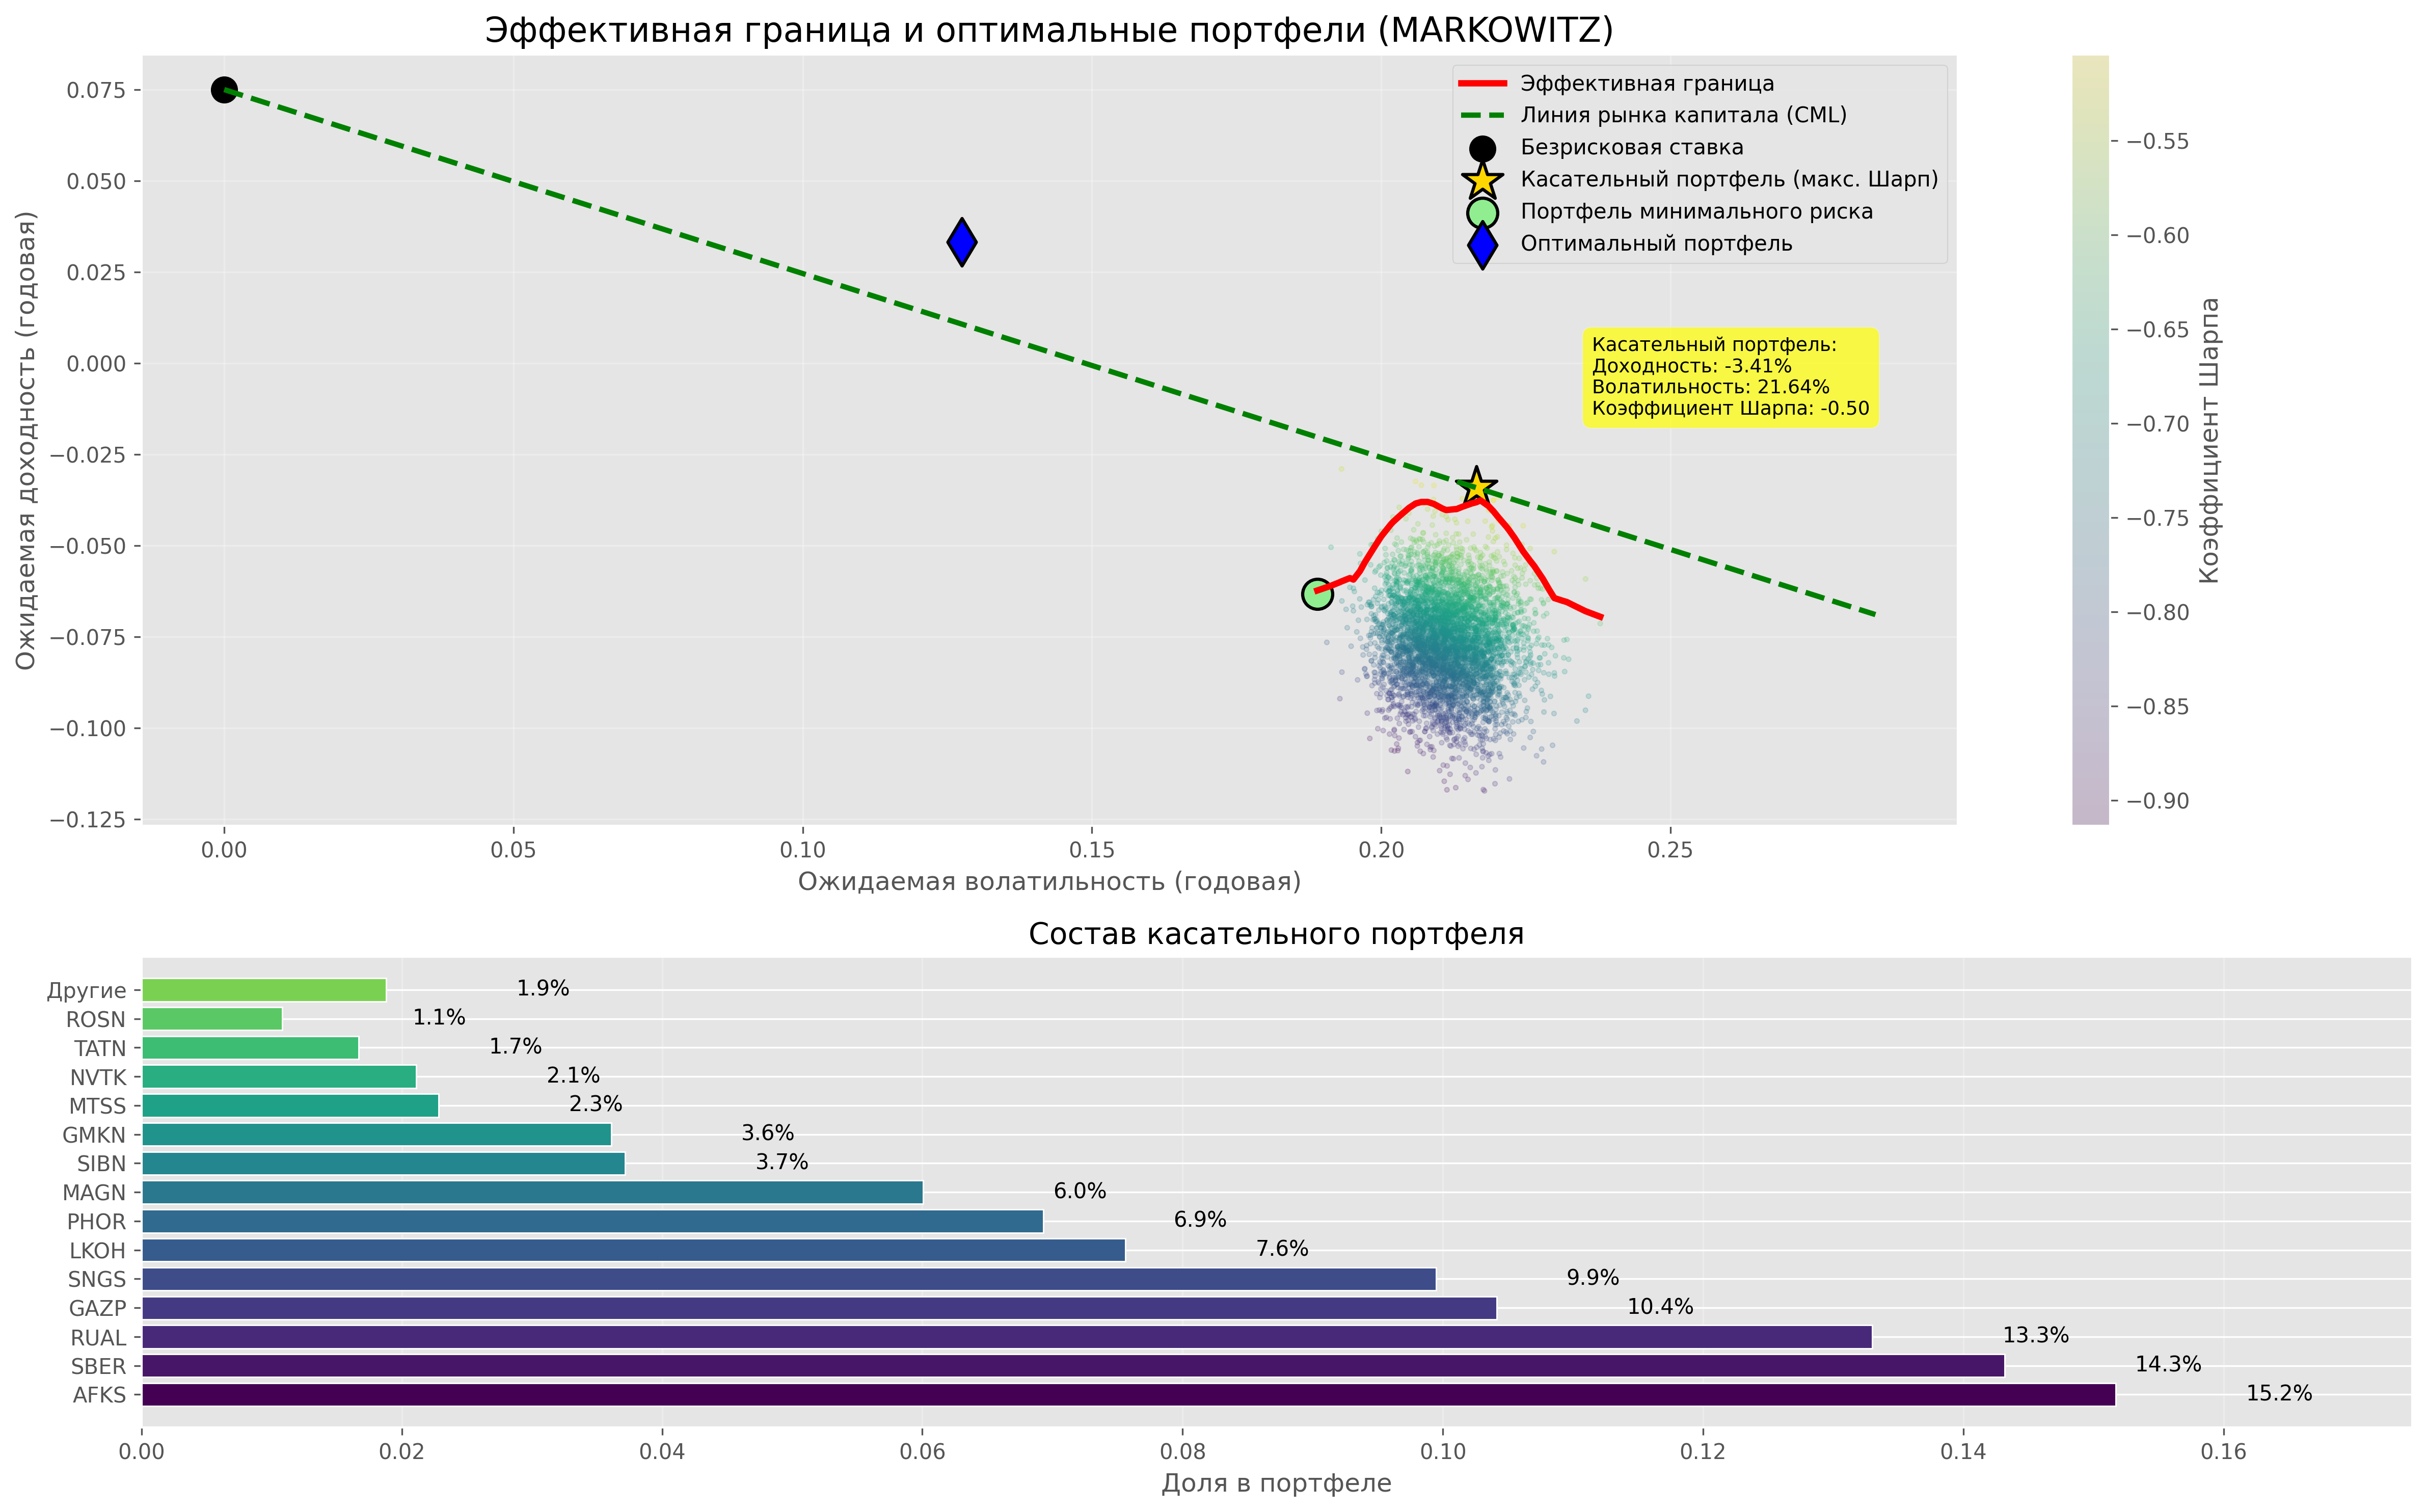 Эффективная граница и оптимальные портфели (MARKOWITZ)
Ожидаемая доходность (годовая)
0.075
0.050
0.025
0.000
−0.025
−0.050
−0.075
−0.100
−0.125
Эффективная граница
Линия рынка капитала (CML)
Безрисковая ставка
Касательный портфель (макс. Шарп)
Портфель минимального риска
Оптимальный портфель
Касательный портфель:
Доходность: -3.41%
Волатильность: 21.64%
Коэффициент Шарпа: -0.50
0.00 0.05 0.10 0.15 0.20 0.25
Ожидаемая волатильность (годовая)
−0.55
−0.60
−0.65
−0.70
−0.75
−0.80
−0.85
−0.90
Коэффициент Шарпа
Состав касательного портфеля
Другие 1.9%
ROSN 1.1%
TATN 1.7%
NVTK 2.1%
MTSS 2.3%
GMKN 3.6%
SIBN 3.7%
MAGN 6.0%
PHOR 6.9%
LKOH 7.6%
SNGS 9.9%
GAZP 10.4%
RUAL 13.3%
SBER 14.3%
AFKS 15.2%
0.00 0.02 0.04 0.06 0.08 0.10 0.12 0.14 0.16
Доля в портфеле